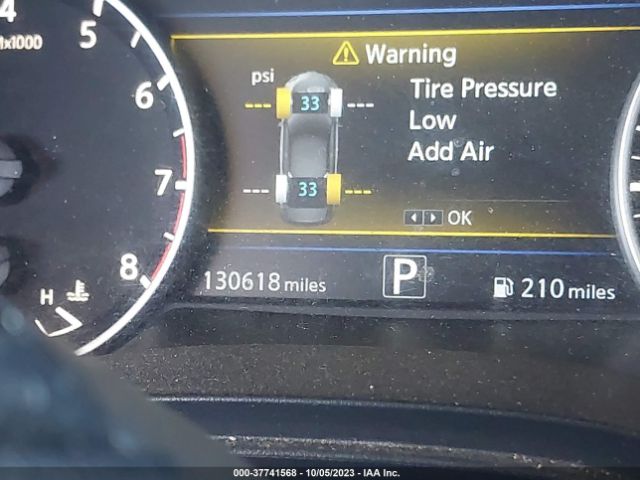 4
5
x1000
6
7
8
H
Warning
psi
--- 33 ---
--- 33 ---
Tire Pressure
Low
Add Air
OK
130618 miles
P
210 miles
000-37741568 - 10/05/2023 - IAA Inc.